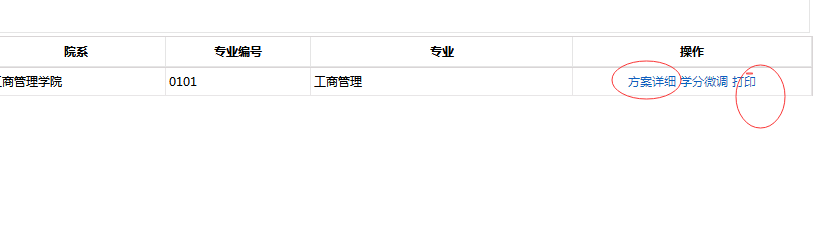 院系 专业编号 专业 操作
工商管理学院 0101 工商管理 方案详细 学分微调 打印